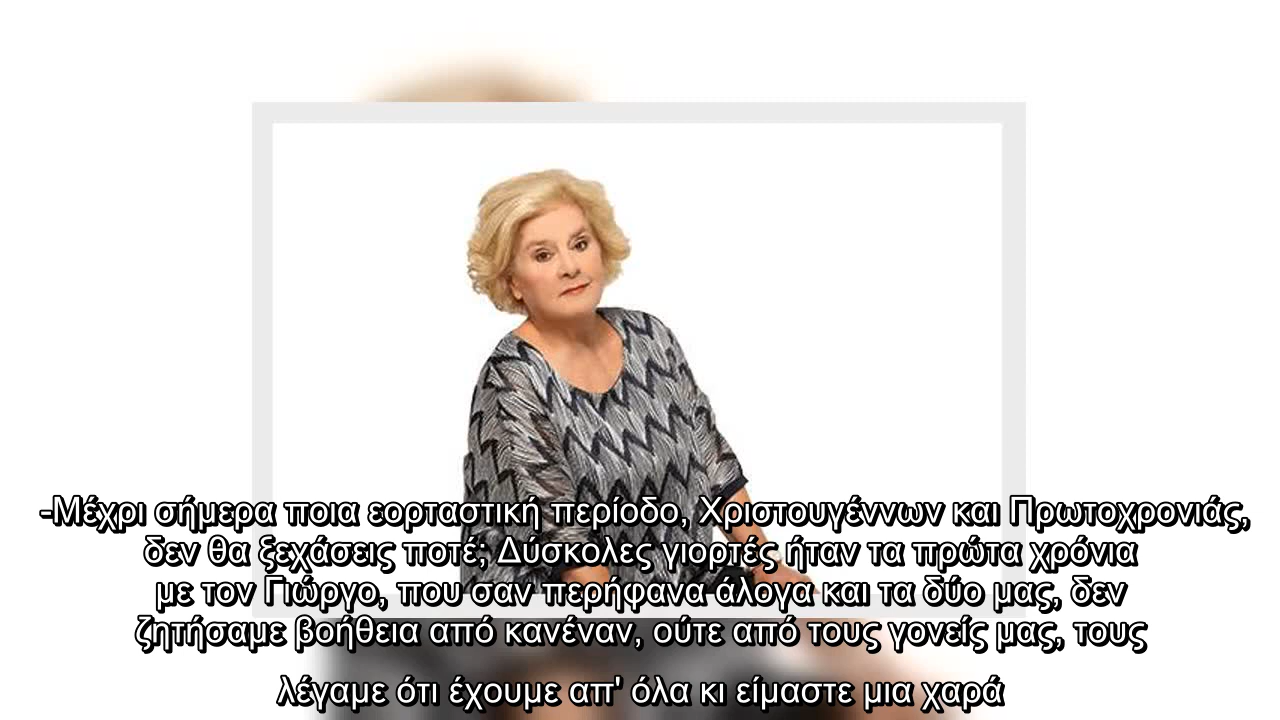 -Μέχρι σήμερα ποια εορταστική περίοδο, Χριστουγέννων και Πρωτοχρονιάς,
δεν θα ξεχάσεις ποτέ; Δύσκολες γιορτές ήταν τα πρώτα χρόνια
με τον Γιώργο, που σαν περήφανα άλογα και τα δύο μας, δεν
ζητήσαμε βοήθεια από κανέναν, ούτε από τους γονείς μας, τους
λέγαμε ότι έχουμε απ' όλα κι είμαστε μια χαρά